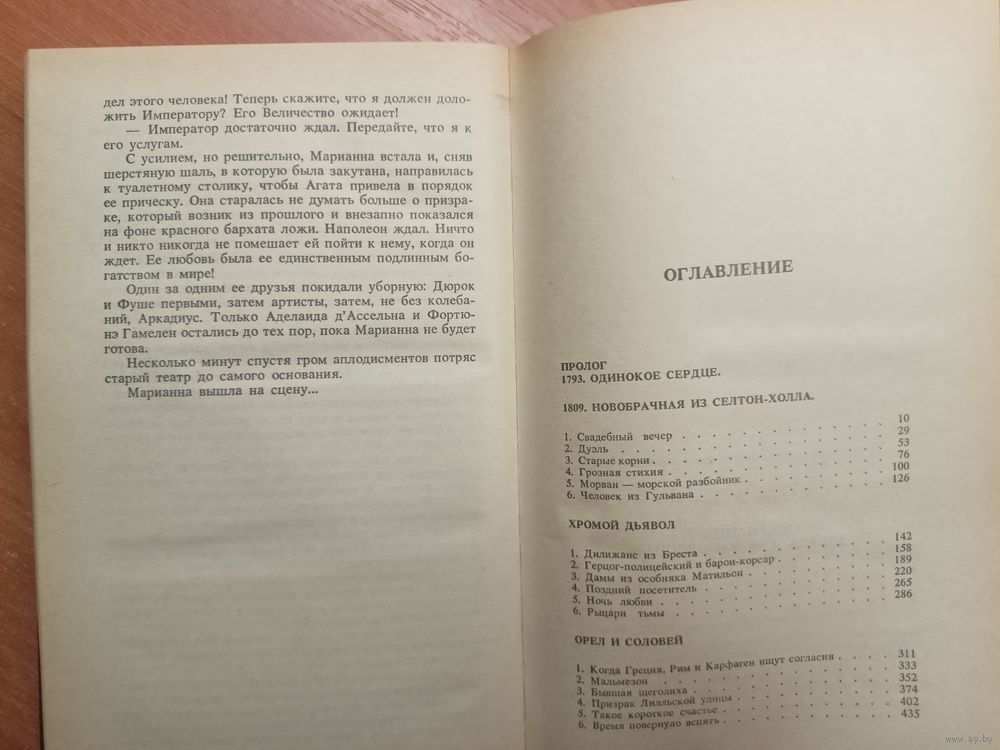 дел этого человека! Теперь скажите, что я должен доло-
жить Императору? Его Величество ожидает!
— Император достаточно ждал. Передайте, что я к
его услугам.
С усилием, но решительно, Марианна встала и, сняв
шерстяную шаль, в которую была закутана, направилась
к туалетному столику, чтобы Агата привела в порядок
ее прическу. Она старалась не думать больше о призра-
ке, который возник из прошлого и внезапно показался
на фоне красного бархата ложи. Наполеон ждал. Ничто
и никто никогда не помешает ей пойти к нему, когда он
ждет. Ее любовь была ее единственным подлинным бо-
гатством в мире!
Один за одним ее друзья покидали уборную: Дюрок
и Фуше первыми, затем артисты, затем, не без колеба-
ний, Аркадиус. Только Аделаида д’Ассельна и Фортю-
нэ Гамелен остались до тех пор, пока Марианна не будет
готова.
Несколько минут спустя гром аплодисментов потряс
старый театр до самого основания.
Марианна вышла на сцену...
ОГЛАВЛЕНИЕ
ПРОЛОГ
1793. ОДИНОКОЕ СЕРДЦЕ.
1809. НОВОБРАЧНАЯ ИЗ СЕЛТОН-ХОЛЛА.
1. Свадебный вечер . . . . . . . . . . 10
2. Дуэль . . . . . . . . . . 29
3. Старые корни . . . . . . . . . . 53
4. Грозная стихия . . . . . . . . . . 76
5. Морван — морской разбойник . . . . . . . . 100
6. Человек из Гульвана . . . . . . . . . . 126
ХРОМОЙ ДЬЯВОЛ
1. Дилижанс из Бреста . . . . . . . . . . 142
2. Герцог-полицейский и барон-корсар . . . . . . 158
3. Дамы из особняка Матильон . . . . . . . . 189
4. Поздний посетитель . . . . . . . . . . 220
5. Ночь любви . . . . . . . . . . 265
6. Рыцари тьмы . . . . . . . . . . 286
ОРЕЛ И СОЛОВЕЙ
1. Когда Греция, Рим и Карфаген ищут согласия . . . . 311
2. Мальмезон . . . . . . . . . . 333
3. Бывшая щеголиха . . . . . . . . . . 352
4. Призрак Лилльской улицы . . . . . . . . 374
5. Такое короткое счастье . . . . . . . . 402
6. Время повернуло вспять . . . . . . . . 435
www.ay.by